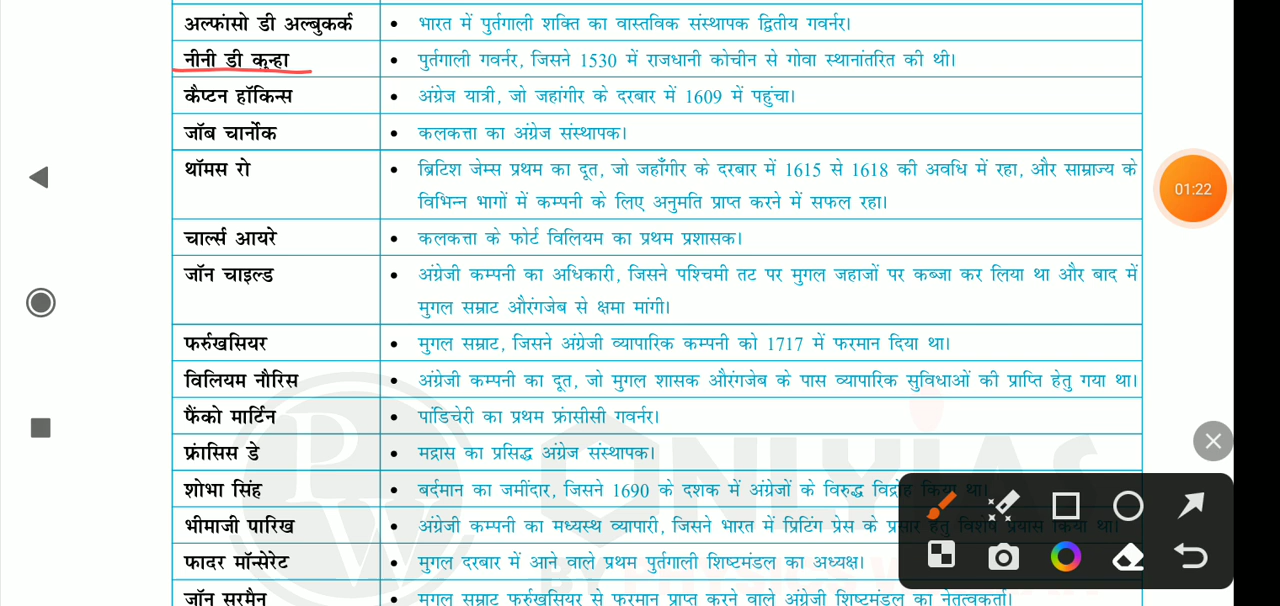 अल्फांसो डी अल्बुकर्क • भारत में पुर्तगाली शक्ति का वास्तविक संस्थापक द्वितीय गवर्नर।
नीनी डी कुन्हा • पुर्तगाली गवर्नर, जिसने 1530 में राजधानी कोचीन से गोवा स्थानांतरित की थी।
कैप्टन हॉकिन्स • अंग्रेज यात्री, जो जहांगीर के दरबार में 1609 में पहुंचा।
जॉब चार्नोक • कलकत्ता का अंग्रेज संस्थापक।
थॉमस रो • ब्रिटिश जेम्स प्रथम का दूत, जो जहाँगीर के दरबार में 1615 से 1618 की अवधि में रहा, और साम्राज्य के
विभिन्न भागों में कम्पनी के लिए अनुमति प्राप्त करने में सफल रहा।
01:22
चार्ल्स आयरे • कलकत्ता के फोर्ट विलियम का प्रथम प्रशासक।
जॉन चाइल्ड • अंग्रेजी कम्पनी का अधिकारी, जिसने पश्चिमी तट पर मुगल जहाजों पर कब्जा कर लिया था और बाद में
मुगल सम्राट औरंगजेब से क्षमा मांगी।
फर्रुखसियर • मुगल सम्राट, जिसने अंग्रेजी व्यापारिक कम्पनी को 1717 में फरमान दिया था।
विलियम नौरिस • अंग्रेजी कम्पनी का दूत, जो मुगल शासक औरंगजेब के पास व्यापारिक सुविधाओं की प्राप्ति हेतु गया था।
फैंको मार्टिन • पांडिचेरी का प्रथम फ्रांसीसी गवर्नर।
फ्रांसिस डे • मद्रास का प्रसिद्ध अंग्रेज संस्थापक।
शोभा सिंह • बर्दमान का जमींदार, जिसने 1690 के दशक में अंग्रेजों के विरुद्ध विद्रोह किया था।
भीमाजी पारिख • अंग्रेजी कम्पनी का मध्यस्थ व्यापारी, जिसने भारत में प्रिटिंग प्रेस के प्रसार हेतु विशेष प्रयास किया था।
फादर मॉन्सेरेट • मुगल दरबार में आने वाले प्रथम पुर्तगाली शिष्टमंडल का अध्यक्ष।
जॉन सरमैन • मुगल सम्राट फर्रुखसियर से फरमान प्राप्त करने वाले अंग्रेजी शिष्टमंडल का नेतृत्वकर्ता।
PW
ONLYIAS
BY